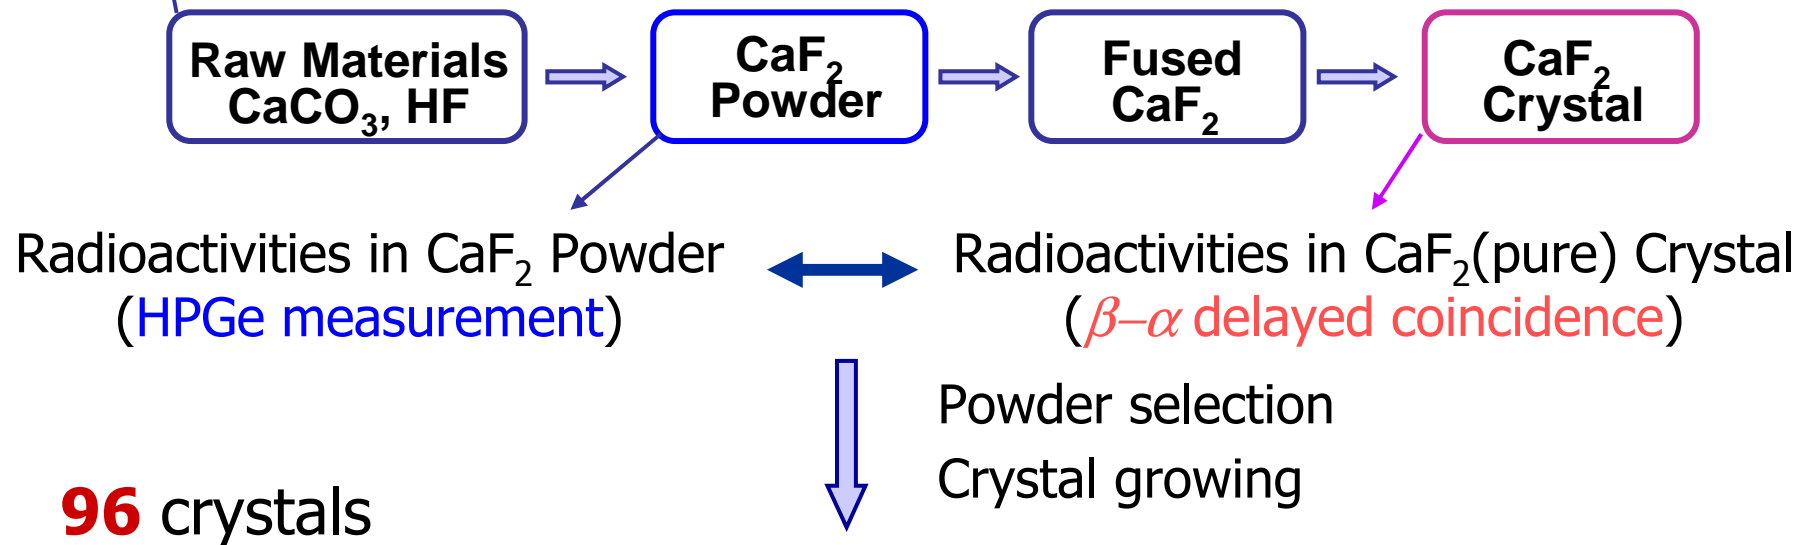 Raw Materials
CaCO₃, HF
CaF₂
Powder
Fused
CaF₂
CaF₂
Crystal
Radioactivities in CaF₂ Powder
(HPGe measurement)
Radioactivities in CaF₂(pure) Crystal
(β–α delayed coincidence)
Powder selection
Crystal growing
96 crystals